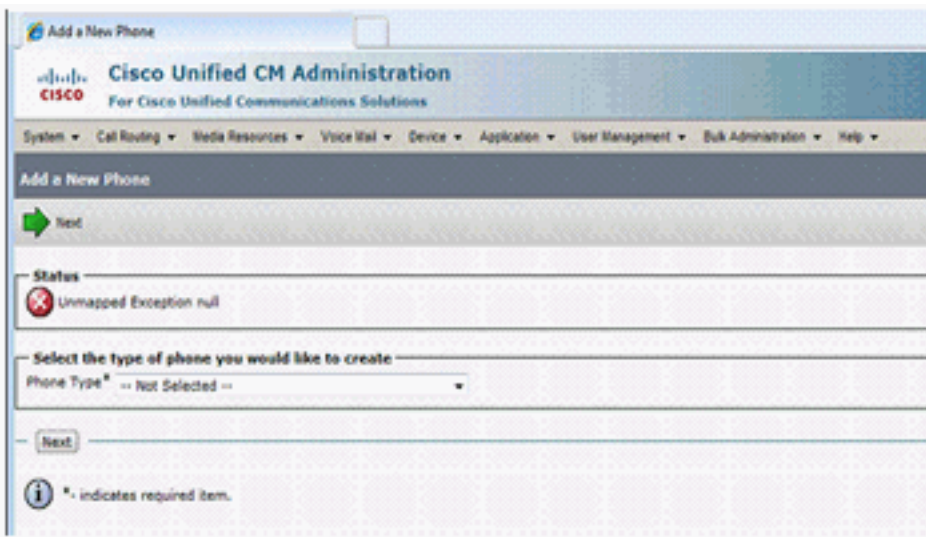 Add a New Phone
CISCO
Cisco Unified CM Administration
For Cisco Unified Communications Solutions
System Call Routing Media Resources Voice Mail Device Application User Management Bulk Administration Help
Add a New Phone
Next
Status
Unmapped Exception null
Select the type of phone you would like to create
Phone Type* -- Not Selected --
Next
*- indicates required item.